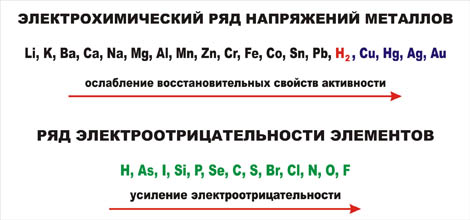 ЭЛЕКТРОХИМИЧЕСКИЙ РЯД НАПРЯЖЕНИЙ МЕТАЛЛОВ
Li, K, Ba, Ca, Na, Mg, Al, Mn, Zn, Cr, Fe, Co, Sn, Pb, H₂, Cu, Hg, Ag, Au
ослабление восстановительных свойств активности
РЯД ЭЛЕКТРООТРИЦАТЕЛЬНОСТИ ЭЛЕМЕНТОВ
H, As, I, Si, P, Se, C, S, Br, Cl, N, O, F
усиление электроотрицательности